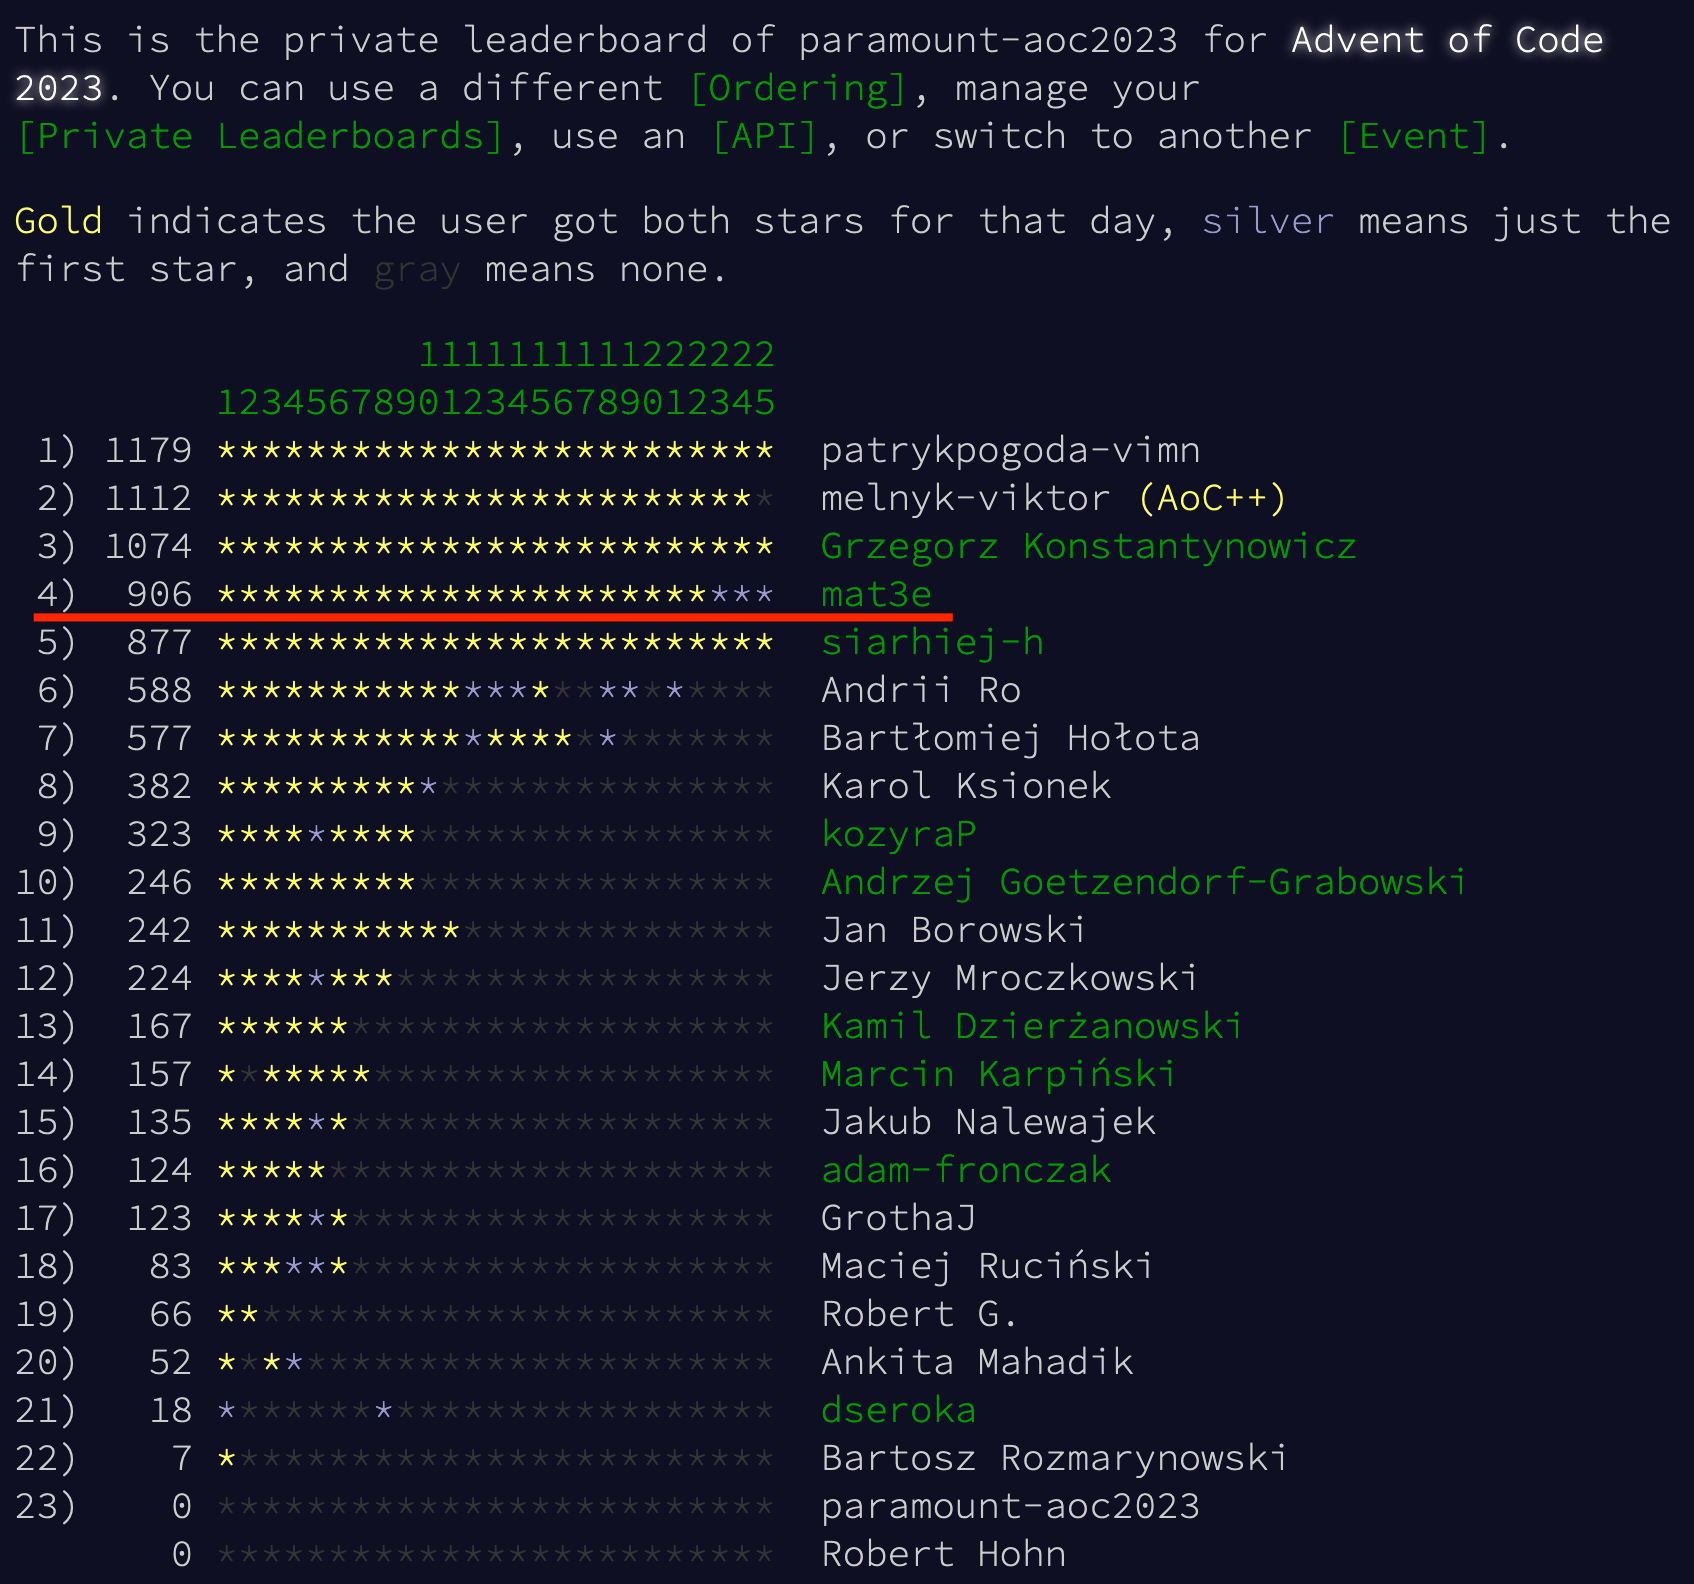 This is the private leaderboard of paramount-aoc2023 for Advent of Code
2023. You can use a different [Ordering], manage your
[Private Leaderboards], use an [API], or switch to another [Event].
Gold indicates the user got both stars for that day, silver means just the
first star, and gray means none.
1111111111222222
1234567890123456789012345
1) 1179 ************************* patrykpogoda-vimn
2) 1112 ************************* melnyk-viktor (AoC++)
3) 1074 ************************* Grzegorz Konstantynowicz
4) 906 ************************* mat3e
5) 877 ************************* siarhiej-h
6) 588 ************************* Andrii Ro
7) 577 ************************* Bartłomiej Hołota
8) 382 ************************* Karol Ksionek
9) 323 ************************* kozyraP
10) 246 ************************* Andrzej Goetzendorf-Grabowski
11) 242 ************************* Jan Borowski
12) 224 ************************* Jerzy Mroczkowski
13) 167 ************************* Kamil Dzierżanowski
14) 157 ************************* Marcin Karpiński
15) 135 ************************* Jakub Nalewajek
16) 124 ************************* adam-fronczak
17) 123 ************************* GrothaJ
18) 83 ************************* Maciej Ruciński
19) 66 ************************* Robert G.
20) 52 ************************* Ankita Mahadik
21) 18 ************************* dseroka
22) 7 ************************* Bartosz Rozmarynowski
23) 0 ************************* paramount-aoc2023
0 ************************* Robert Hohn